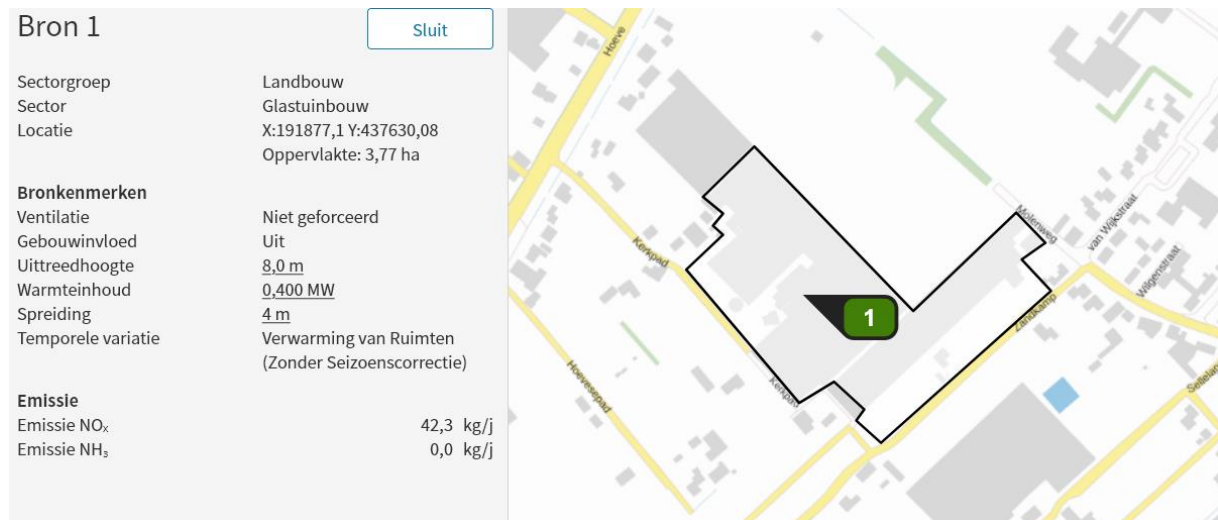 Bron 1
Sluit
Sectorgroep Landbouw
Sector Glastuinbouw
Locatie X:191877,1 Y:437630,08
Oppervlakte: 3,77 ha
Bronkenmerken
Ventilatie Niet geforceerd
Gebouwinvloed Uit
Uittreedhoogte 8,0 m
Warmteinhoud 0,400 MW
Spreiding 4 m
Temporele variatie Verwarming van Ruimten
(Zonder Seizoenscorrectie)
Emissie
Emissie NOₓ 42,3 kg/j
Emissie NH₃ 0,0 kg/j
Hoeve
Kerkpad
Molenweg
van Wijkstraat
Wilgenstraat
1
Zandkamp
Kerkpad
Hoevesepad